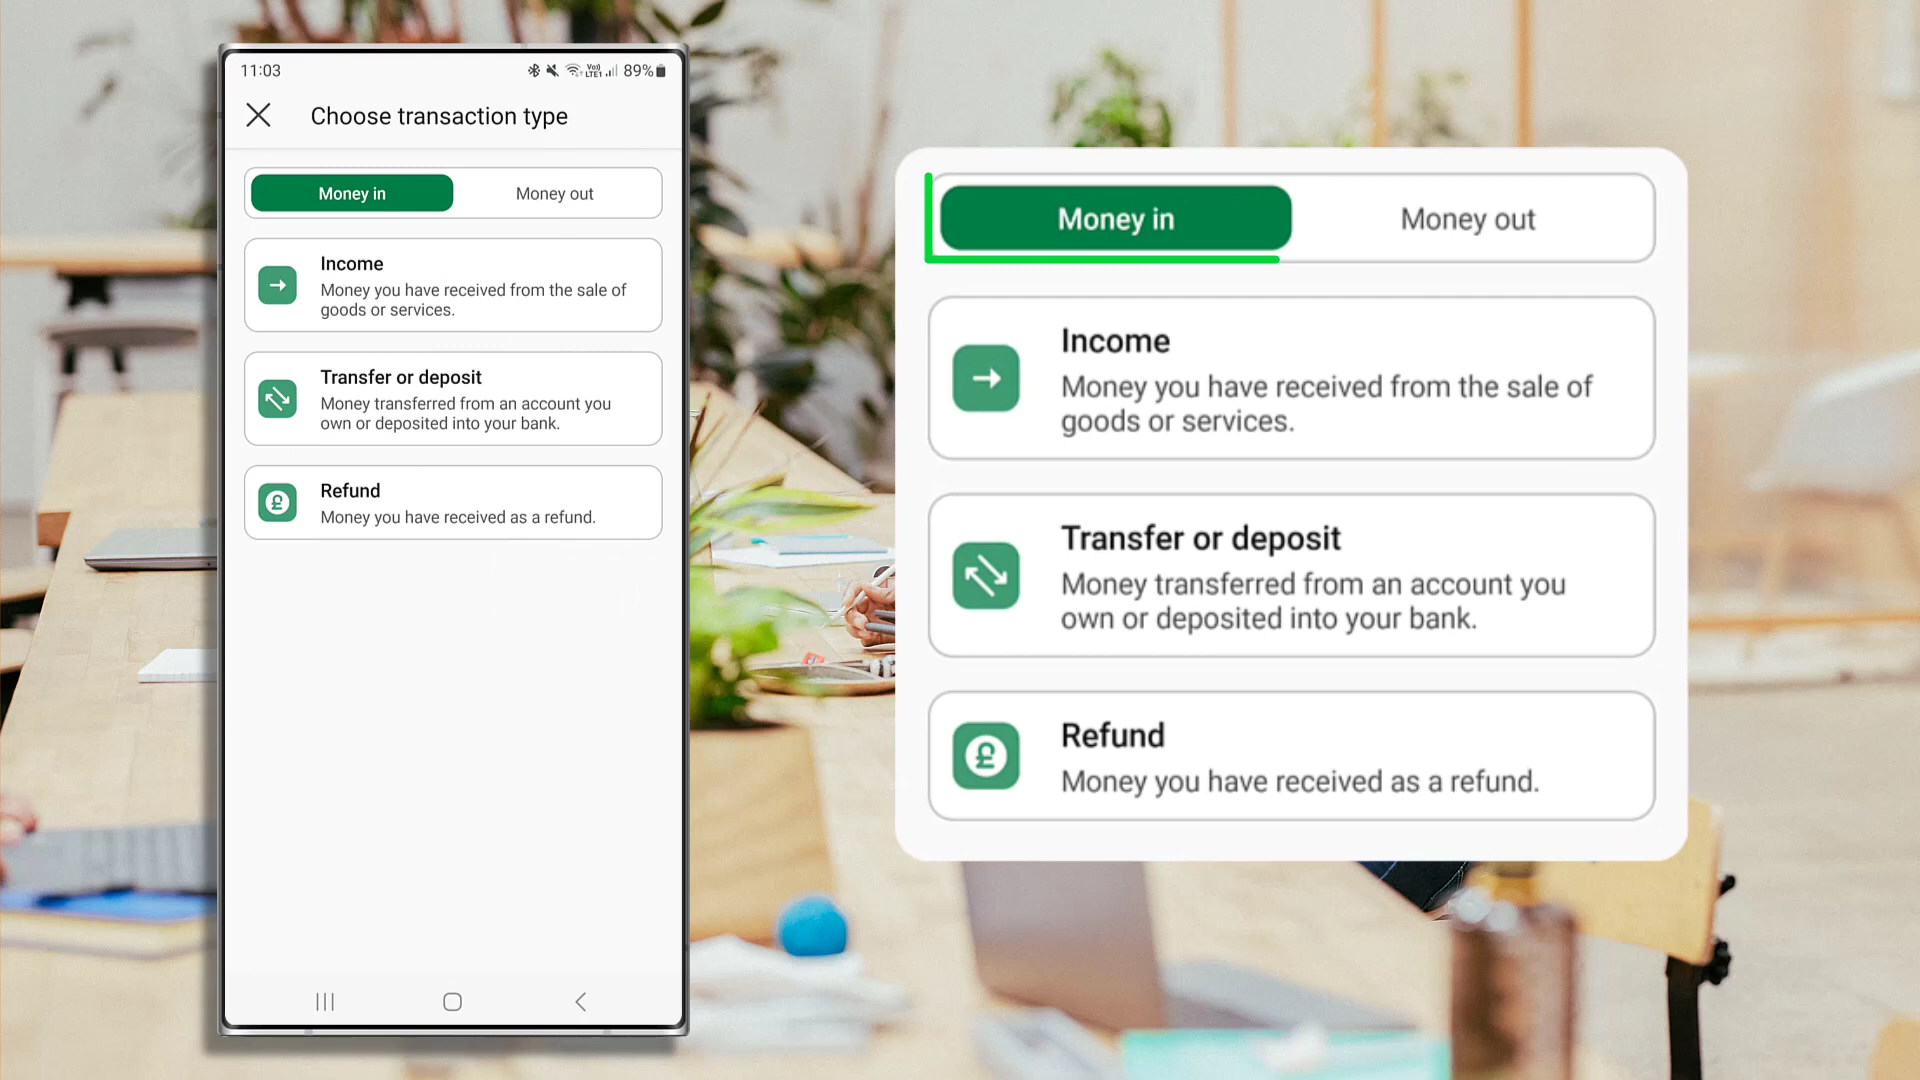 11:03
Vo))
LTE1
89%
Choose transaction type
Money in
Money out
Income
Money you have received from the sale of
goods or services.
Transfer or deposit
Money transferred from an account you
own or deposited into your bank.
Refund
Money you have received as a refund.
Money in
Money out
Income
Money you have received from the sale of
goods or services.
Transfer or deposit
Money transferred from an account you
own or deposited into your bank.
Refund
Money you have received as a refund.